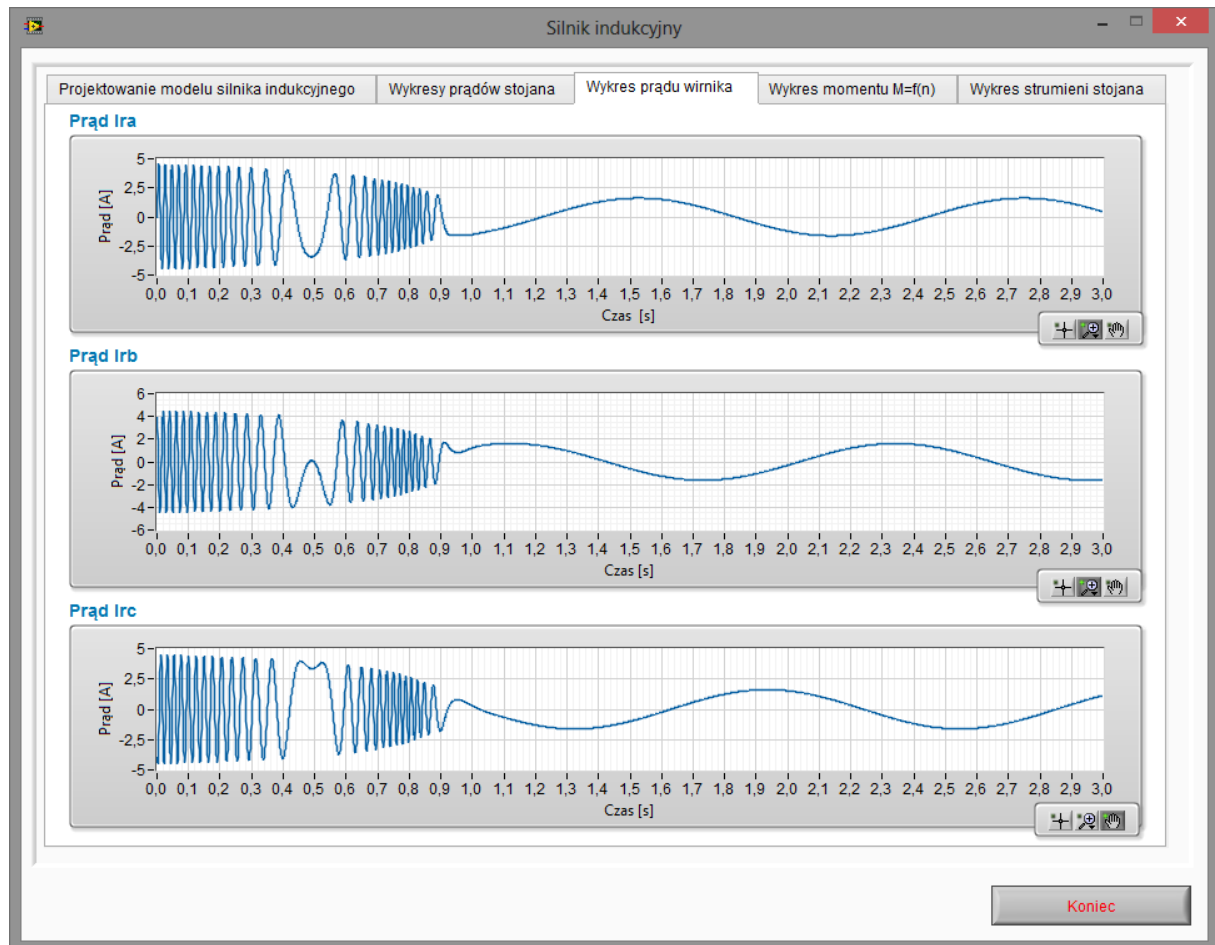 Silnik indukcyjny
Projektowanie modelu silnika indukcyjnego Wykresy prądów stojana Wykres prądu wirnika Wykres momentu M=f(n) Wykres strumieni stojana
Prąd Ira
Prąd [A]
5
2,5
0
-2,5
-5
0,0 0,1 0,2 0,3 0,4 0,5 0,6 0,7 0,8 0,9 1,0 1,1 1,2 1,3 1,4 1,5 1,6 1,7 1,8 1,9 2,0 2,1 2,2 2,3 2,4 2,5 2,6 2,7 2,8 2,9 3,0
Czas [s]
Prąd Irb
Prąd [A]
6
4
2
0
-2
-4
-6
0,0 0,1 0,2 0,3 0,4 0,5 0,6 0,7 0,8 0,9 1,0 1,1 1,2 1,3 1,4 1,5 1,6 1,7 1,8 1,9 2,0 2,1 2,2 2,3 2,4 2,5 2,6 2,7 2,8 2,9 3,0
Czas [s]
Prąd Irc
Prąd [A]
5
2,5
0
-2,5
-5
0,0 0,1 0,2 0,3 0,4 0,5 0,6 0,7 0,8 0,9 1,0 1,1 1,2 1,3 1,4 1,5 1,6 1,7 1,8 1,9 2,0 2,1 2,2 2,3 2,4 2,5 2,6 2,7 2,8 2,9 3,0
Czas [s]
Koniec